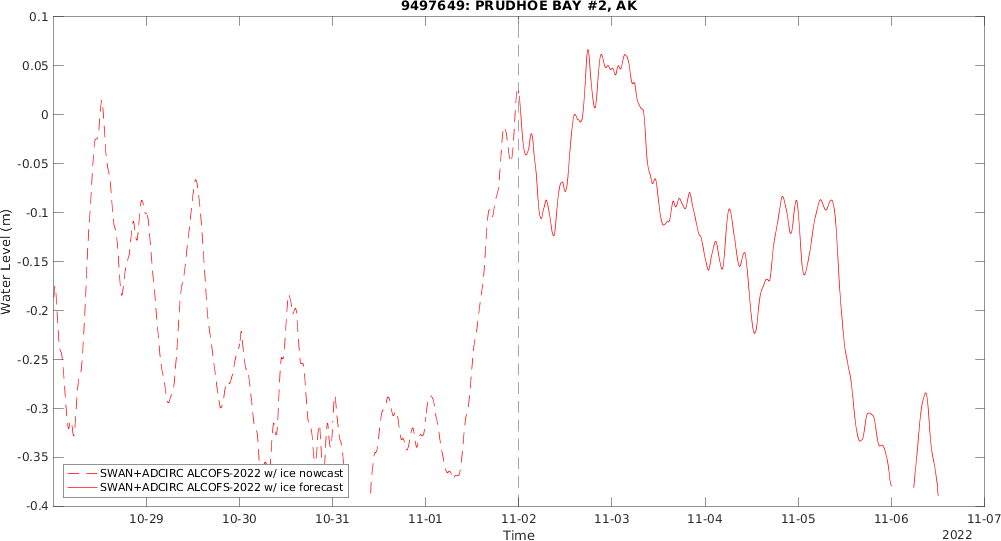 9497649: PRUDHOE BAY #2, AK
0.1
0.05
0
-0.05
-0.1
-0.15
-0.2
-0.25
-0.3
-0.35
-0.4
Water Level (m)
SWAN+ADCIRC ALCOFS-2022 w/ ice nowcast
SWAN+ADCIRC ALCOFS-2022 w/ ice forecast
10-29 10-30 10-31 11-01 11-02 11-03 11-04 11-05 11-06 11-07
Time
2022